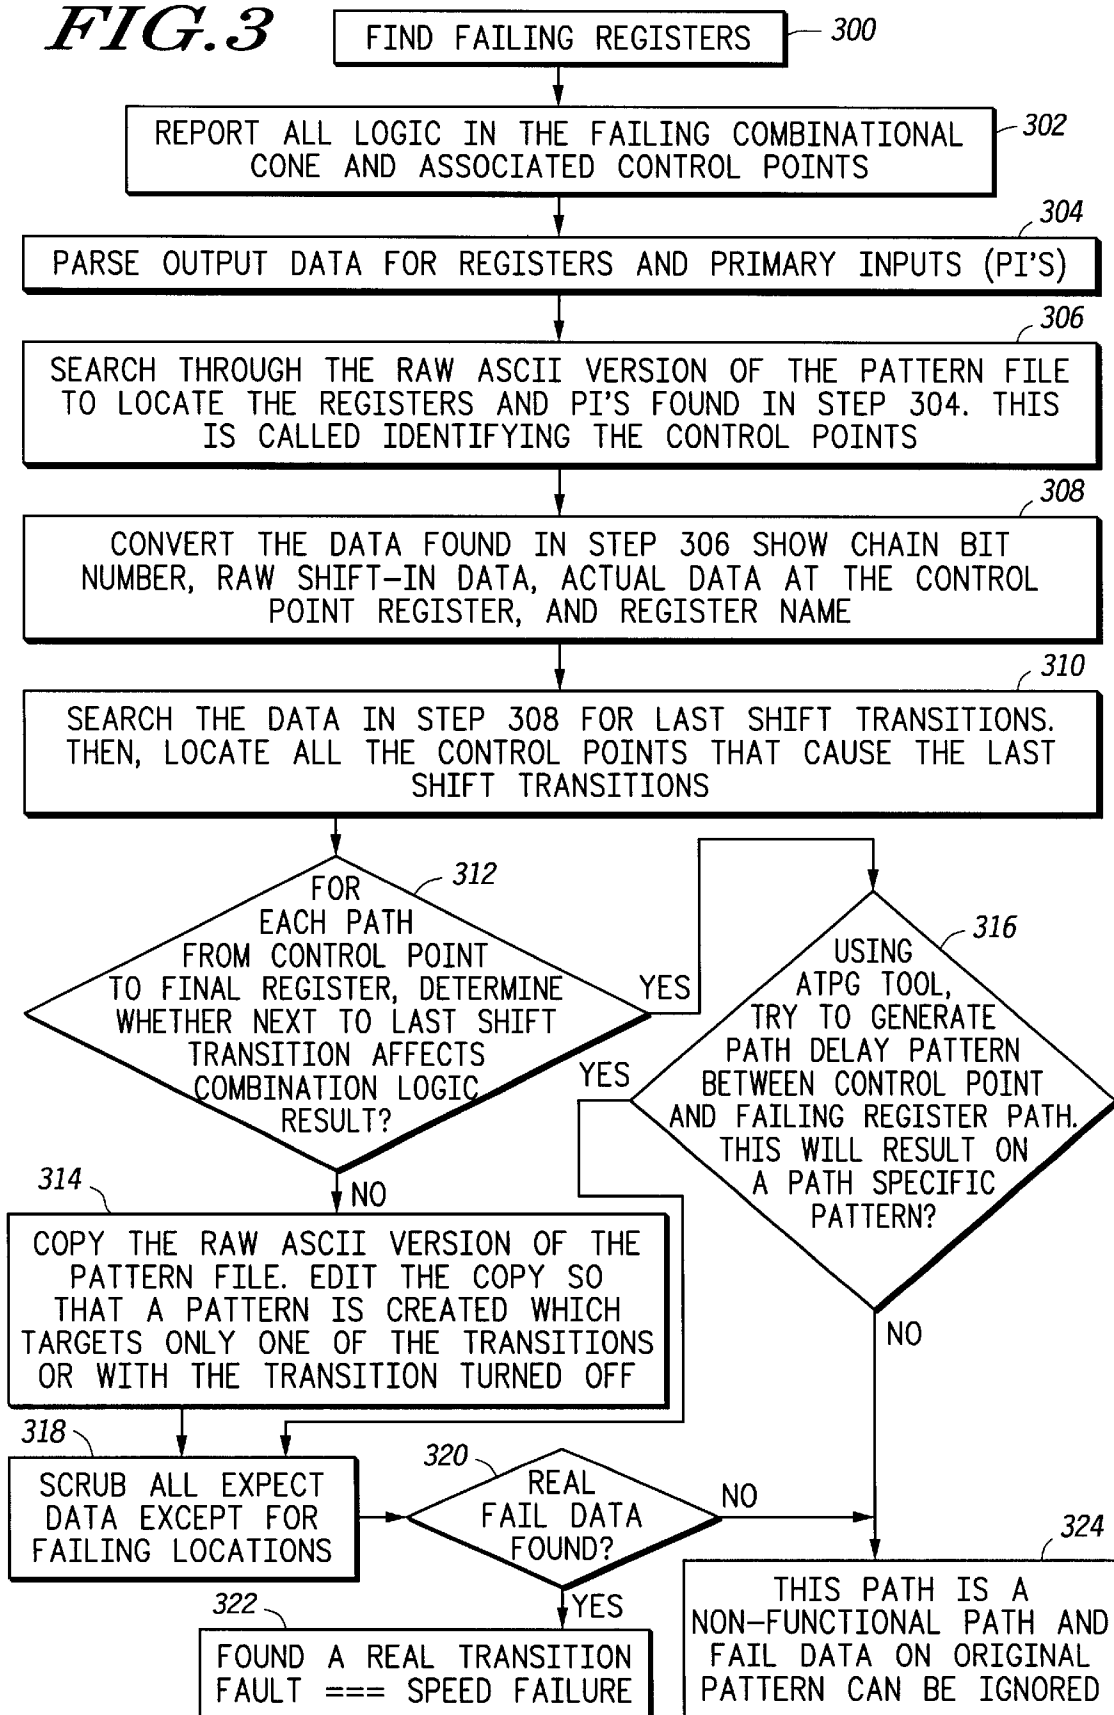 FIG.3
FIND FAILING REGISTERS
300
REPORT ALL LOGIC IN THE FAILING COMBINATIONAL
CONE AND ASSOCIATED CONTROL POINTS
302
304
PARSE OUTPUT DATA FOR REGISTERS AND PRIMARY INPUTS (PI'S)
306
SEARCH THROUGH THE RAW ASCII VERSION OF THE PATTERN FILE
TO LOCATE THE REGISTERS AND PI'S FOUND IN STEP 304. THIS
IS CALLED IDENTIFYING THE CONTROL POINTS
308
CONVERT THE DATA FOUND IN STEP 306 SHOW CHAIN BIT
NUMBER, RAW SHIFT-IN DATA, ACTUAL DATA AT THE CONTROL
POINT REGISTER, AND REGISTER NAME
310
SEARCH THE DATA IN STEP 308 FOR LAST SHIFT TRANSITIONS.
THEN, LOCATE ALL THE CONTROL POINTS THAT CAUSE THE LAST
SHIFT TRANSITIONS
312
FOR
EACH PATH
FROM CONTROL POINT
TO FINAL REGISTER, DETERMINE
WHETHER NEXT TO LAST SHIFT
TRANSITION AFFECTS
COMBINATION LOGIC
RESULT?
YES
NO
316
USING
ATPG TOOL,
TRY TO GENERATE
PATH DELAY PATTERN
BETWEEN CONTROL POINT
AND FAILING REGISTER PATH.
THIS WILL RESULT ON
A PATH SPECIFIC
PATTERN?
YES
NO
314
COPY THE RAW ASCII VERSION OF THE
PATTERN FILE. EDIT THE COPY SO
THAT A PATTERN IS CREATED WHICH
TARGETS ONLY ONE OF THE TRANSITIONS
OR WITH THE TRANSITION TURNED OFF
318
SCRUB ALL EXPECT
DATA EXCEPT FOR
FAILING LOCATIONS
320
REAL
FAIL DATA
FOUND?
NO
YES
322
FOUND A REAL TRANSITION
FAULT === SPEED FAILURE
324
THIS PATH IS A
NON-FUNCTIONAL PATH AND
FAIL DATA ON ORIGINAL
PATTERN CAN BE IGNORED